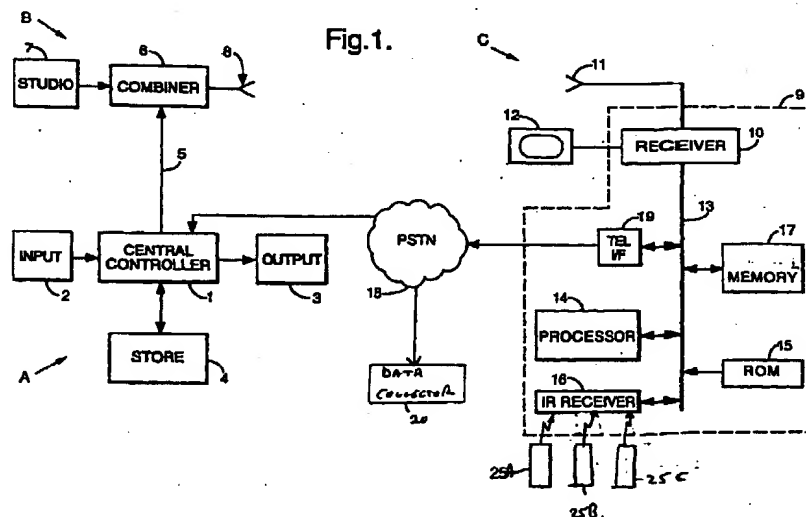 Fig.1.
B
7
STUDIO
6
COMBINER
8
5
INPUT
2
CENTRAL
CONTROLLER
1
OUTPUT
3
STORE
4
A
PSTN
18
DATA
COLLECTOR
20
C
11
9
12
RECEIVER
10
13
19
TEL
I/F
17
MEMORY
14
PROCESSOR
15
ROM
16
IR RECEIVER
25A
25B.
25C